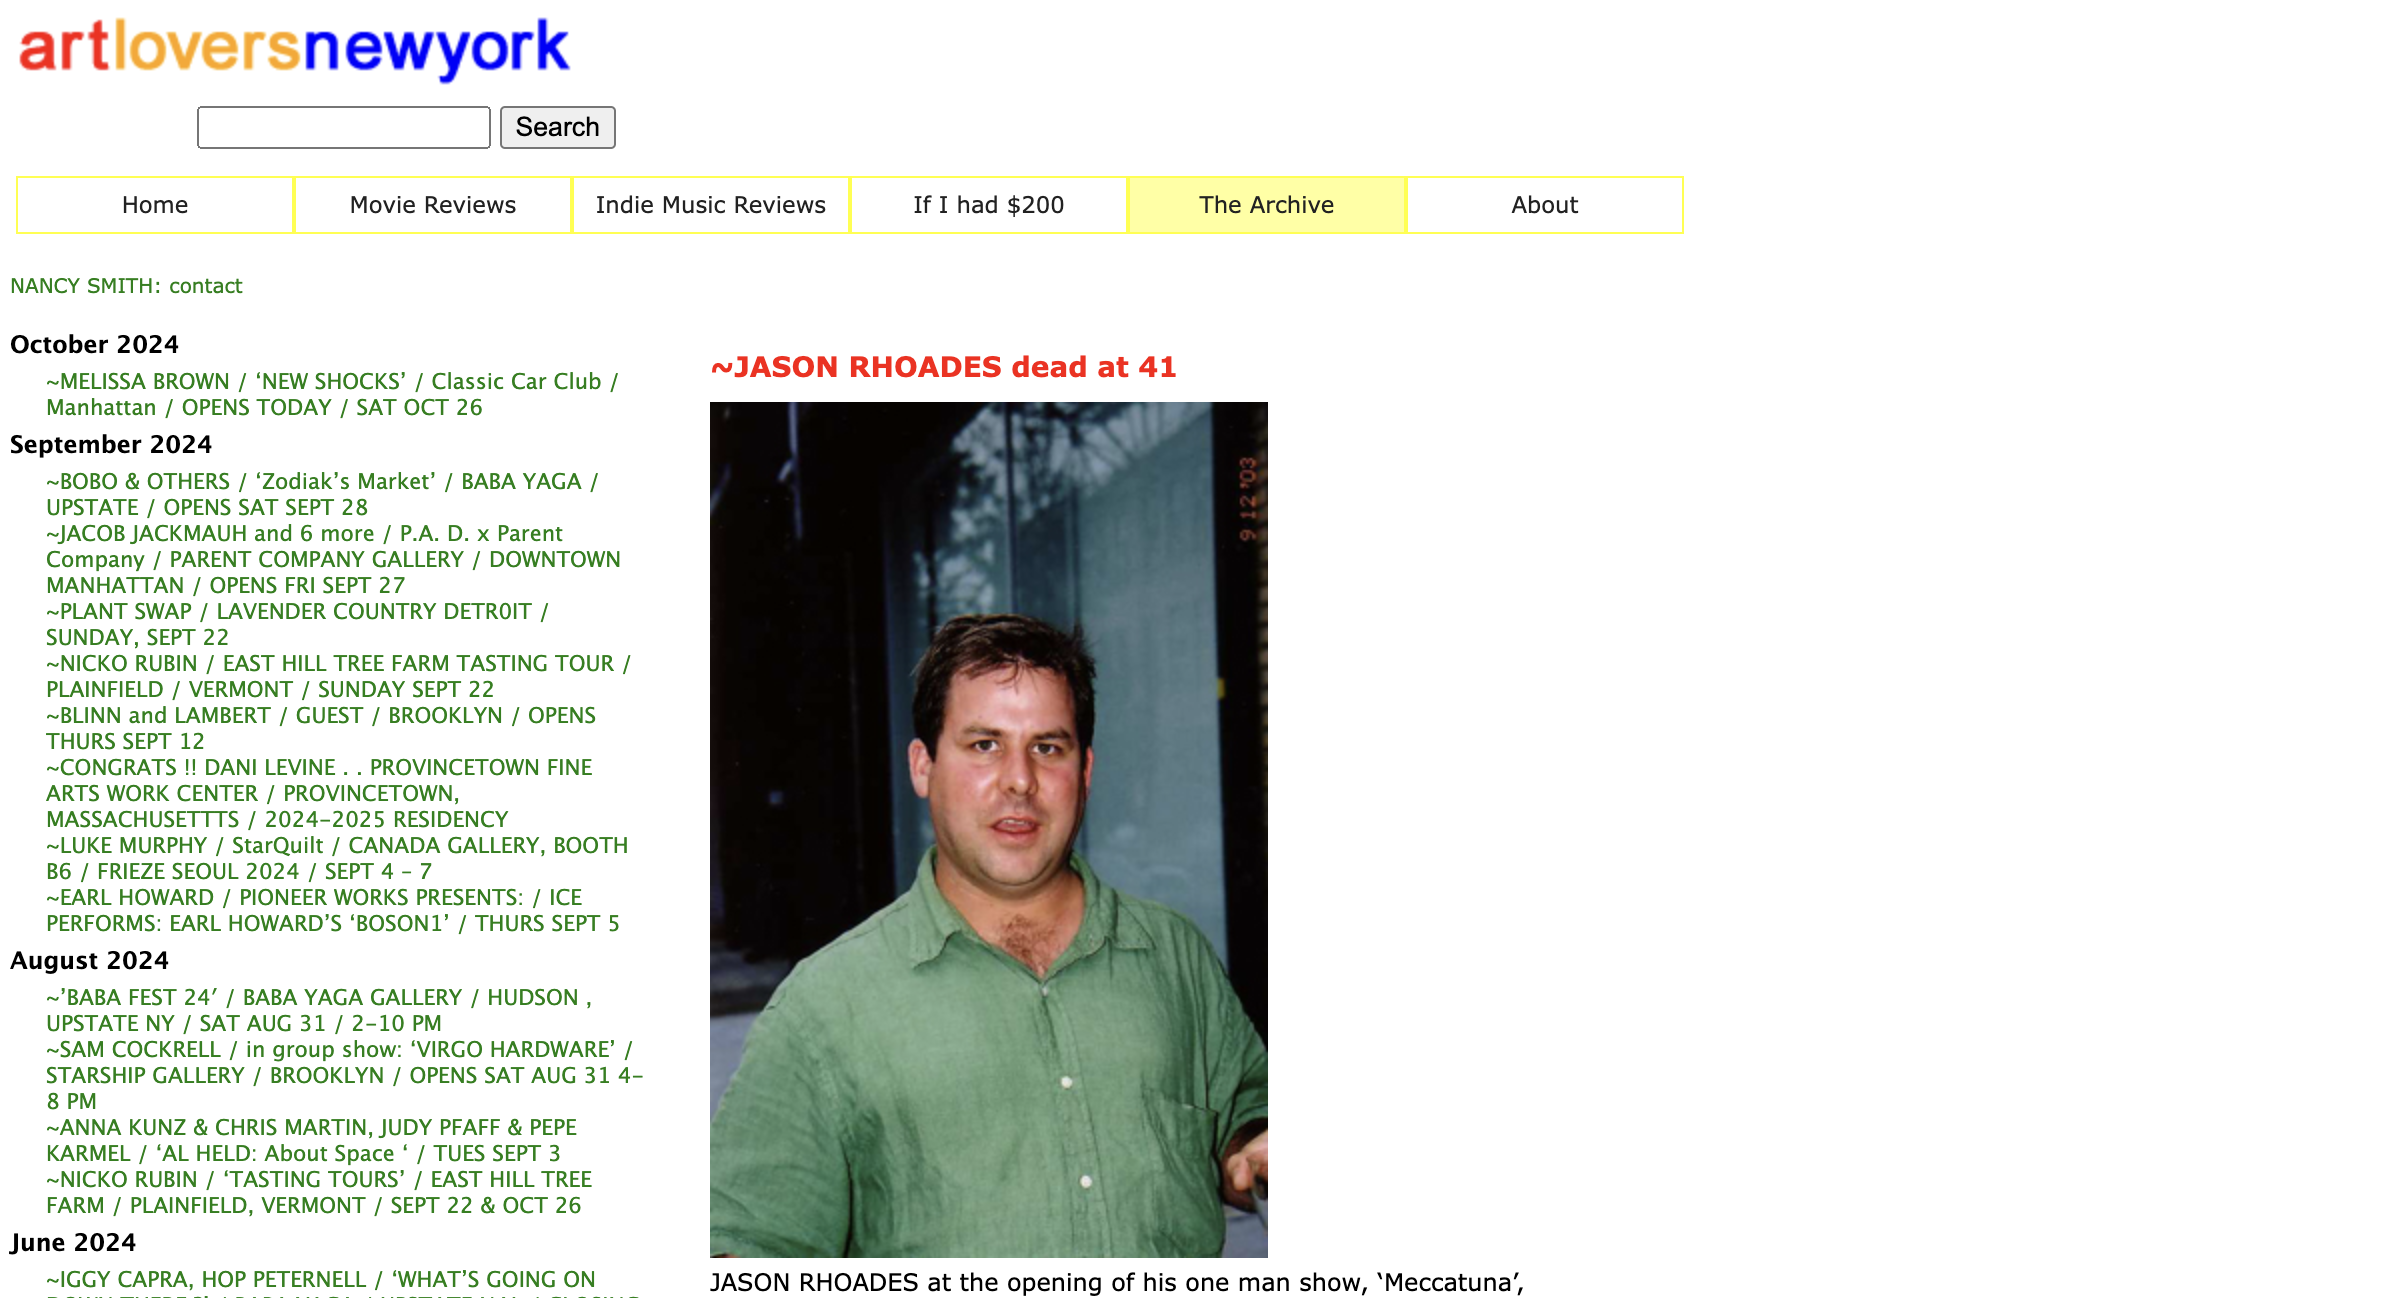 artloversnewyork
Search
Home
Movie Reviews
Indie Music Reviews
If I had $200
The Archive
About
NANCY SMITH: contact
October 2024
~MELISSA BROWN / ‘NEW SHOCKS’ / Classic Car Club /
Manhattan / OPENS TODAY / SAT OCT 26
September 2024
~BOBO & OTHERS / ‘Zodiak’s Market’ / BABA YAGA /
UPSTATE / OPENS SAT SEPT 28
~JACOB JACKMAUH and 6 more / P.A. D. x Parent
Company / PARENT COMPANY GALLERY / DOWNTOWN
MANHATTAN / OPENS FRI SEPT 27
~PLANT SWAP / LAVENDER COUNTRY DETR0IT /
SUNDAY, SEPT 22
~NICKO RUBIN / EAST HILL TREE FARM TASTING TOUR /
PLAINFIELD / VERMONT / SUNDAY SEPT 22
~BLINN and LAMBERT / GUEST / BROOKLYN / OPENS
THURS SEPT 12
~CONGRATS !! DANI LEVINE . . PROVINCETOWN FINE
ARTS WORK CENTER / PROVINCETOWN,
MASSACHUSETTTS / 2024–2025 RESIDENCY
~LUKE MURPHY / StarQuilt / CANADA GALLERY, BOOTH
B6 / FRIEZE SEOUL 2024 / SEPT 4 – 7
~EARL HOWARD / PIONEER WORKS PRESENTS: / ICE
PERFORMS: EARL HOWARD’S ‘BOSON1’ / THURS SEPT 5
August 2024
~’BABA FEST 24′ / BABA YAGA GALLERY / HUDSON ,
UPSTATE NY / SAT AUG 31 / 2–10 PM
~SAM COCKRELL / in group show: ‘VIRGO HARDWARE’ /
STARSHIP GALLERY / BROOKLYN / OPENS SAT AUG 31 4–
8 PM
~ANNA KUNZ & CHRIS MARTIN, JUDY PFAFF & PEPE
KARMEL / ‘AL HELD: About Space ‘ / TUES SEPT 3
~NICKO RUBIN / ‘TASTING TOURS’ / EAST HILL TREE
FARM / PLAINFIELD, VERMONT / SEPT 22 & OCT 26
June 2024
~IGGY CAPRA, HOP PETERNELL / ‘WHAT’S GOING ON
~JASON RHOADES dead at 41
9 12 '03
JASON RHOADES at the opening of his one man show, ‘Meccatuna’,